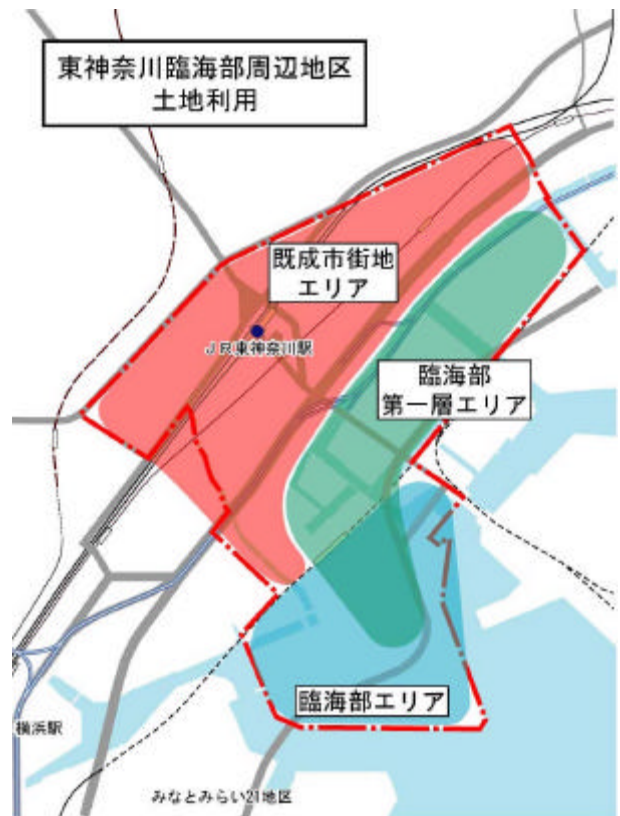 東神奈川臨海部周辺地区
土地利用
既成市街地
エリア
JR東神奈川駅
臨海部
第一層エリア
臨海部エリア
横浜駅
みなとみらい21地区